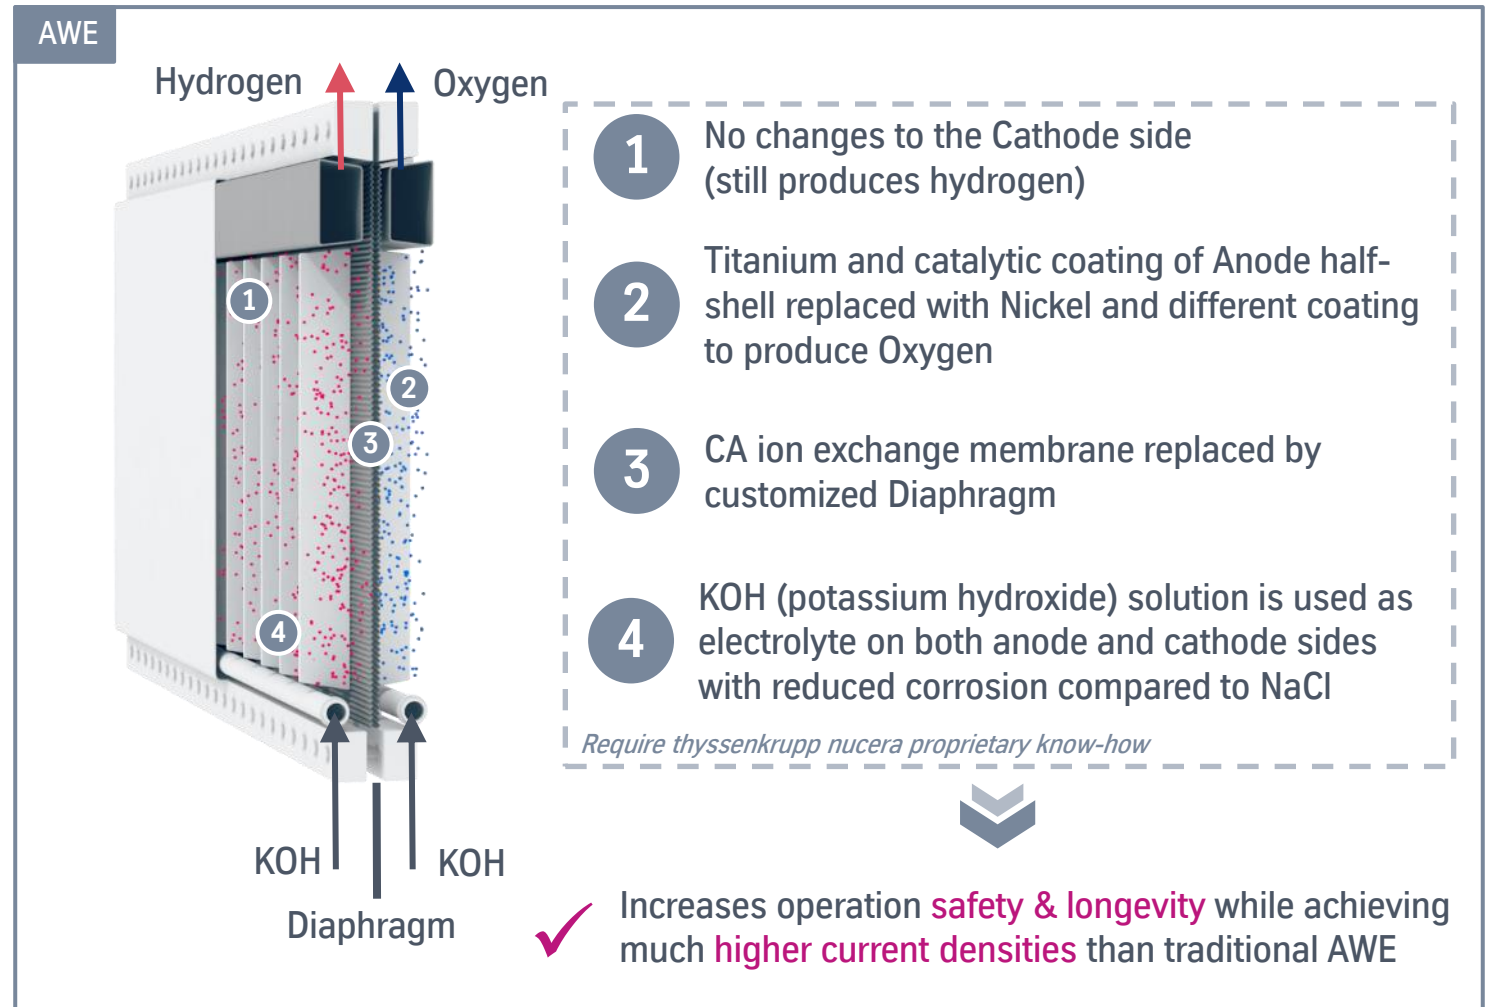 AWE
Hydrogen
Oxygen
1
2
3
4
KOH
KOH
Diaphragm
1
No changes to the Cathode side
(still produces hydrogen)
2
Titanium and catalytic coating of Anode half-
shell replaced with Nickel and different coating
to produce Oxygen
3
CA ion exchange membrane replaced by
customized Diaphragm
4
KOH (potassium hydroxide) solution is used as
electrolyte on both anode and cathode sides
with reduced corrosion compared to NaCl
Require thyssenkrupp nucera proprietary know-how
Increases operation safety & longevity while achieving
much higher current densities than traditional AWE